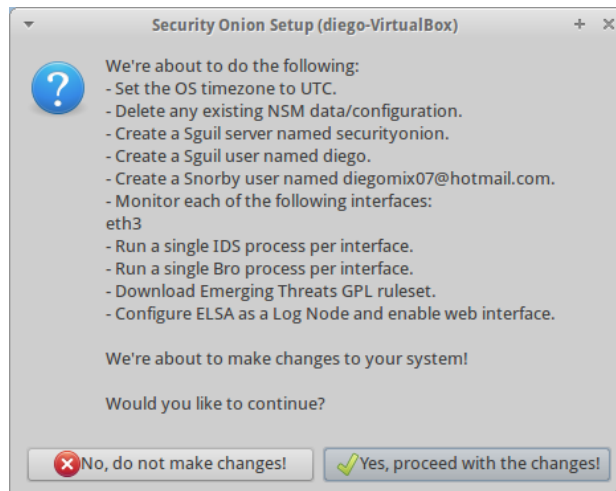 Security Onion Setup (diego-VirtualBox)
We're about to do the following:
- Set the OS timezone to UTC.
- Delete any existing NSM data/configuration.
- Create a Sguil server named securityonion.
- Create a Sguil user named diego.
- Create a Snorby user named diegomix07@hotmail.com.
- Monitor each of the following interfaces:
eth3
- Run a single IDS process per interface.
- Run a single Bro process per interface.
- Download Emerging Threats GPL ruleset.
- Configure ELSA as a Log Node and enable web interface.
We're about to make changes to your system!
Would you like to continue?
No, do not make changes!
Yes, proceed with the changes!